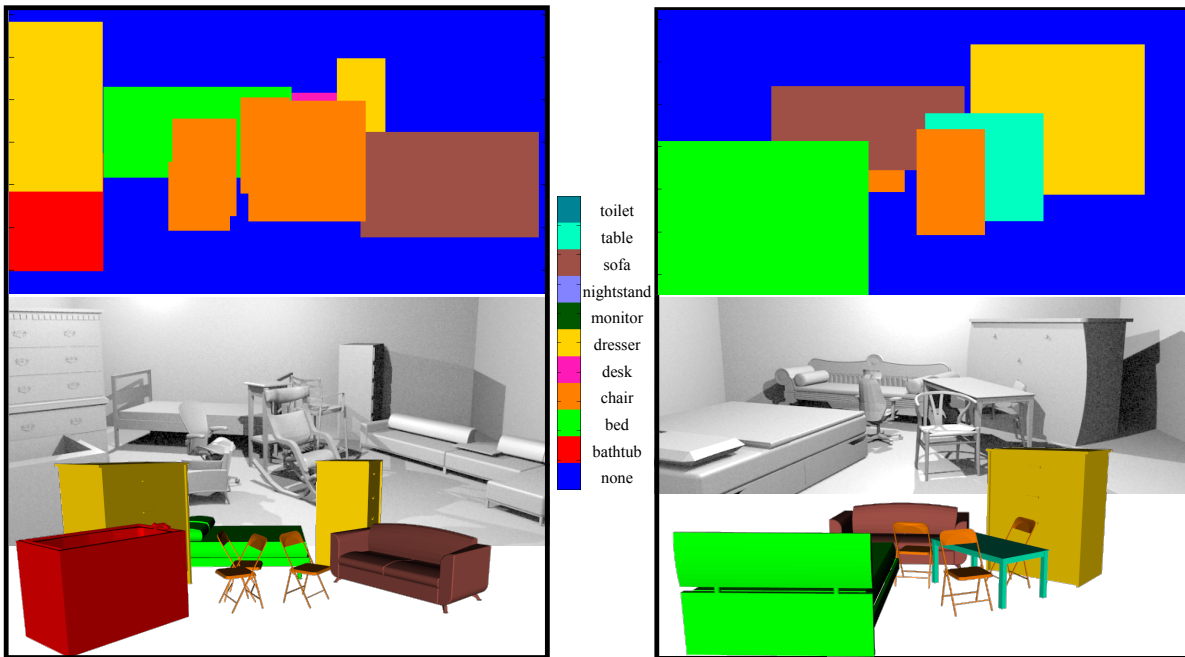 toilet
table
sofa
nightstand
monitor
dresser
desk
chair
bed
bathtub
none